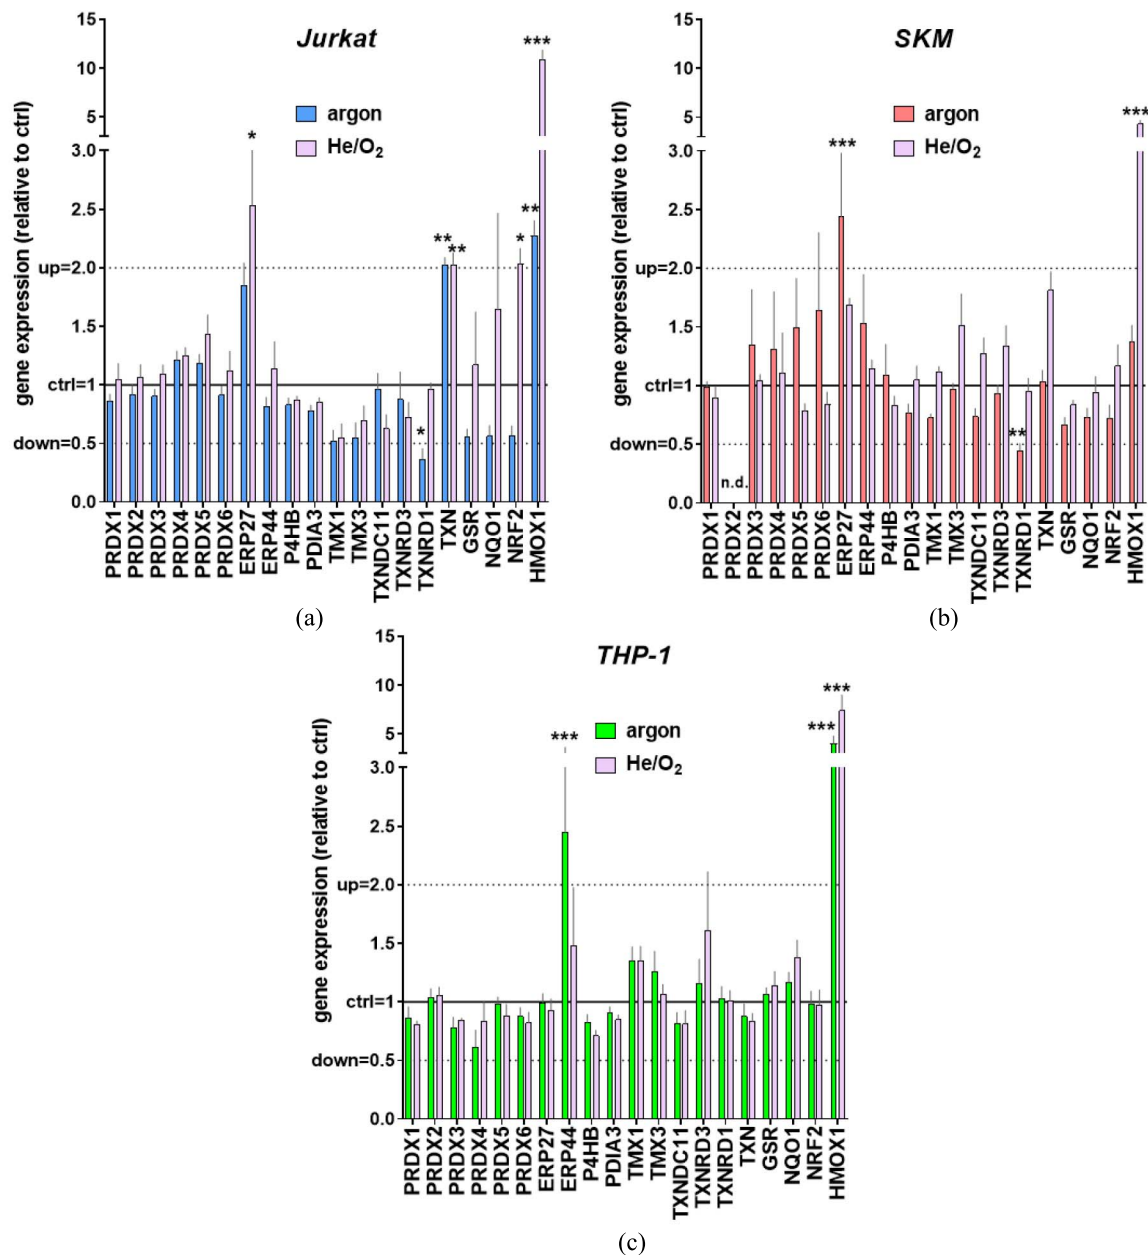 Jurkat
gene expression (relative to ctrl)
15
10
5
3.0
2.5
up=2.0
1.5
ctrl=1
down=0.5
0.0
argon
He/O2
***
*
**
**
*
**
*
PRDX1
PRDX2
PRDX3
PRDX4
PRDX5
PRDX6
ERP27
ERP44
P4HB
PDIA3
TMX1
TMX3
TXNDC11
TXNRD3
TXNRD1
TXN
GSR
NQO1
NRF2
HMOX1
(a)
SKM
gene expression (relative to ctrl)
15
10
5
3.0
2.5
up=2.0
1.5
ctrl=1
down=0.5
0.0
argon
He/O2
***
***
**
n.d.
PRDX1
PRDX2
PRDX3
PRDX4
PRDX5
PRDX6
ERP27
ERP44
P4HB
PDIA3
TMX1
TMX3
TXNDC11
TXNRD3
TXNRD1
TXN
GSR
NQO1
NRF2
HMOX1
(b)
THP-1
gene expression (relative to ctrl)
15
10
5
3.0
2.5
up=2.0
1.5
ctrl=1
down=0.5
0.0
argon
He/O2
***
***
***
PRDX1
PRDX2
PRDX3
PRDX4
PRDX5
PRDX6
ERP27
ERP44
P4HB
PDIA3
TMX1
TMX3
TXNDC11
TXNRD3
TXNRD1
TXN
GSR
NQO1
NRF2
HMOX1
(c)